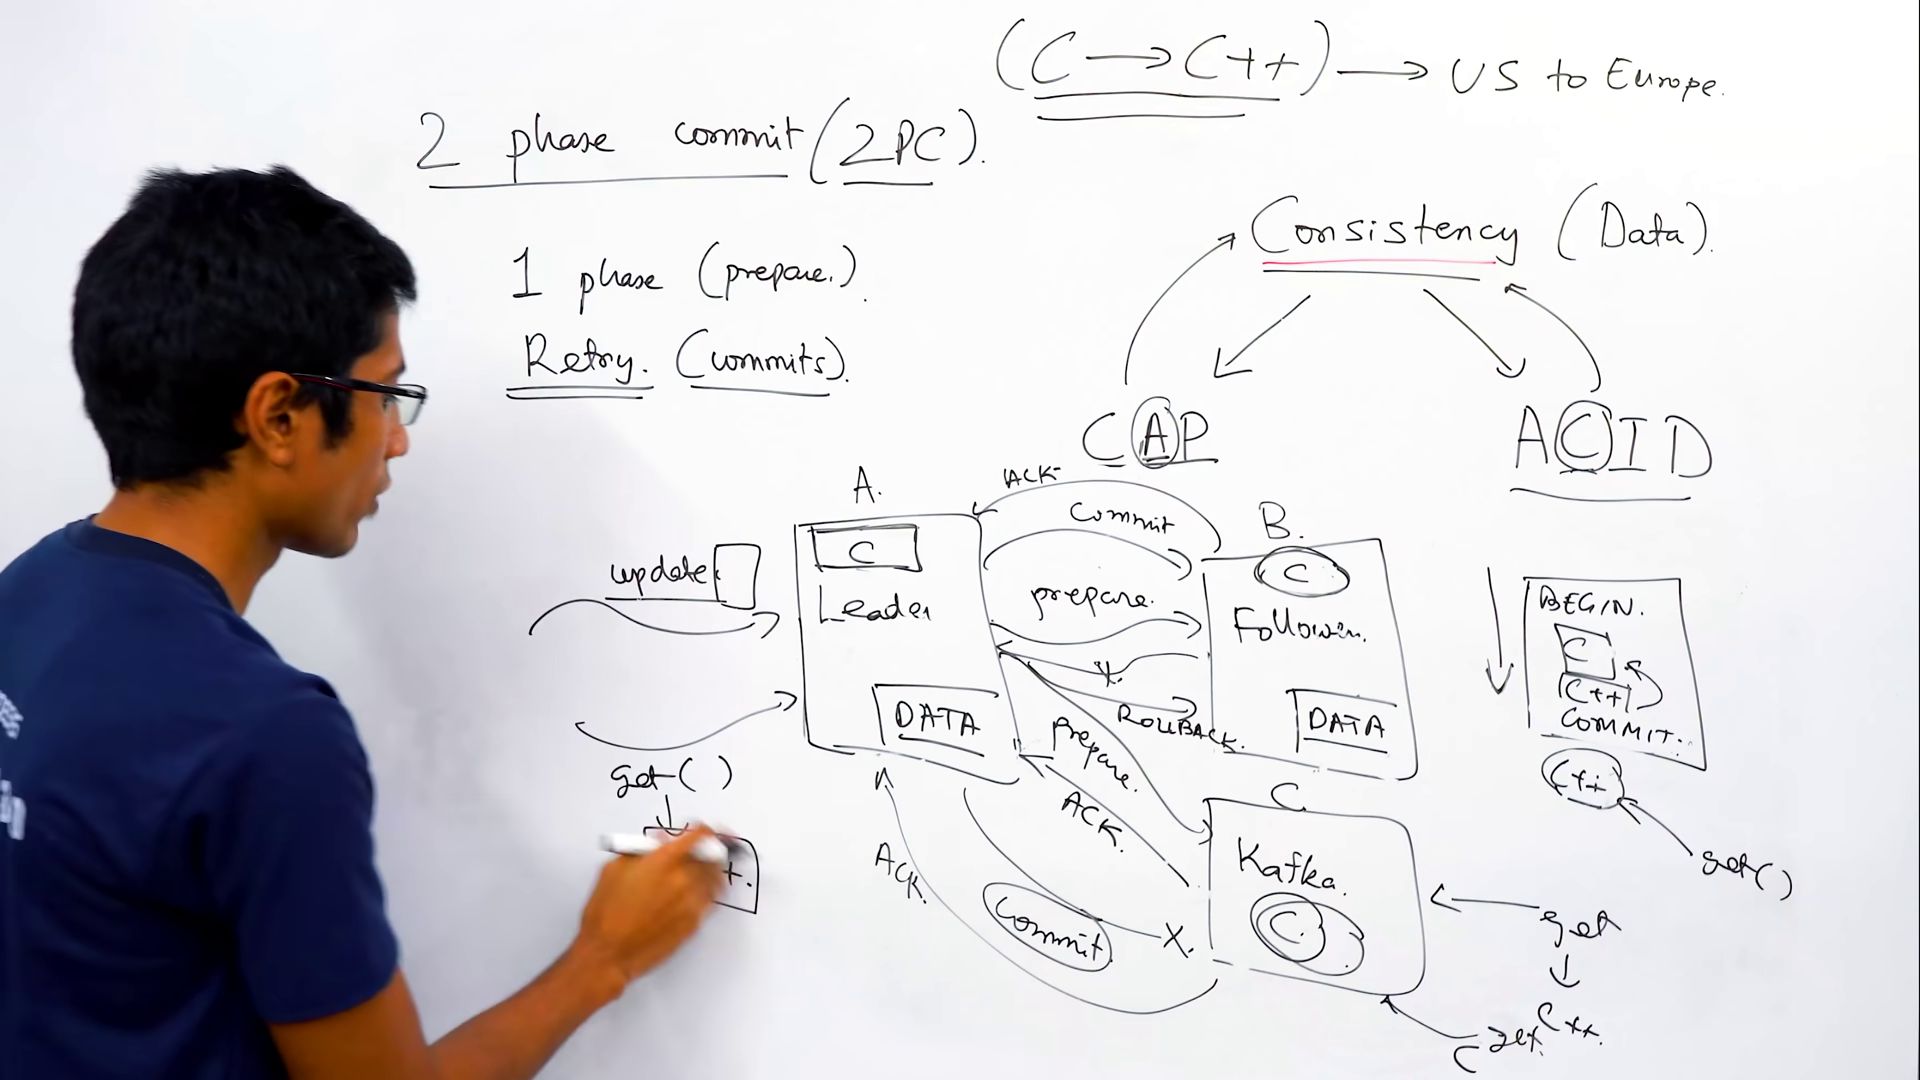 (C → C++) → US to Europe.
2 phase commit (2PC).
1 phase (prepare.).
Retry. (commits).
Consistency (Data).
CAP
ACID
A.
ACK
Commit
B.
C
C
update
Leader
prepare.
X.
ROLLBACK.
DATA
DATA
BEGIN.
C
C++
COMMIT.
C++
get()
get()
prepare.
ACK.
C
Kafka.
C.
ACK.
Commit
X.
get
C++.
get.
C